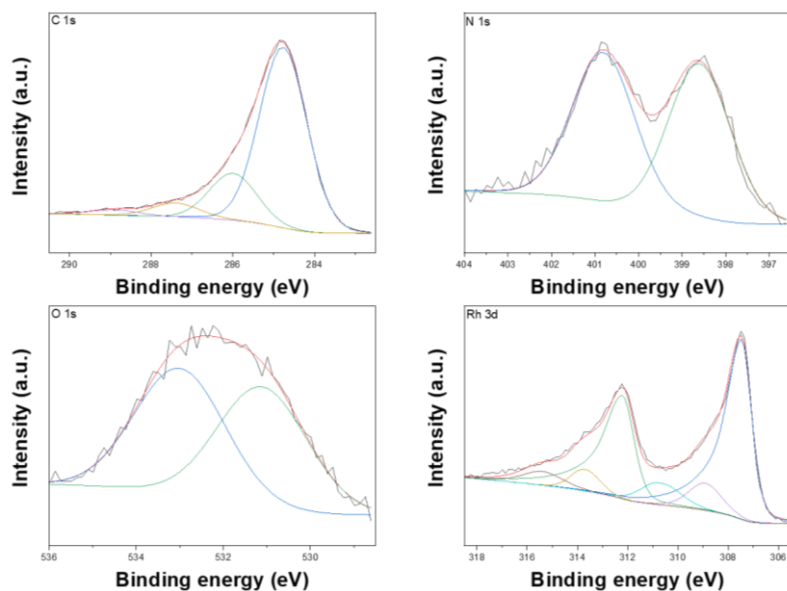 C 1s
Intensity (a.u.)
290 288 286 284
Binding energy (eV)
N 1s
Intensity (a.u.)
404 403 402 401 400 399 398 397
Binding energy (eV)
O 1s
Intensity (a.u.)
536 534 532 530
Binding energy (eV)
Rh 3d
Intensity (a.u.)
318 316 314 312 310 308 306
Binding energy (eV)